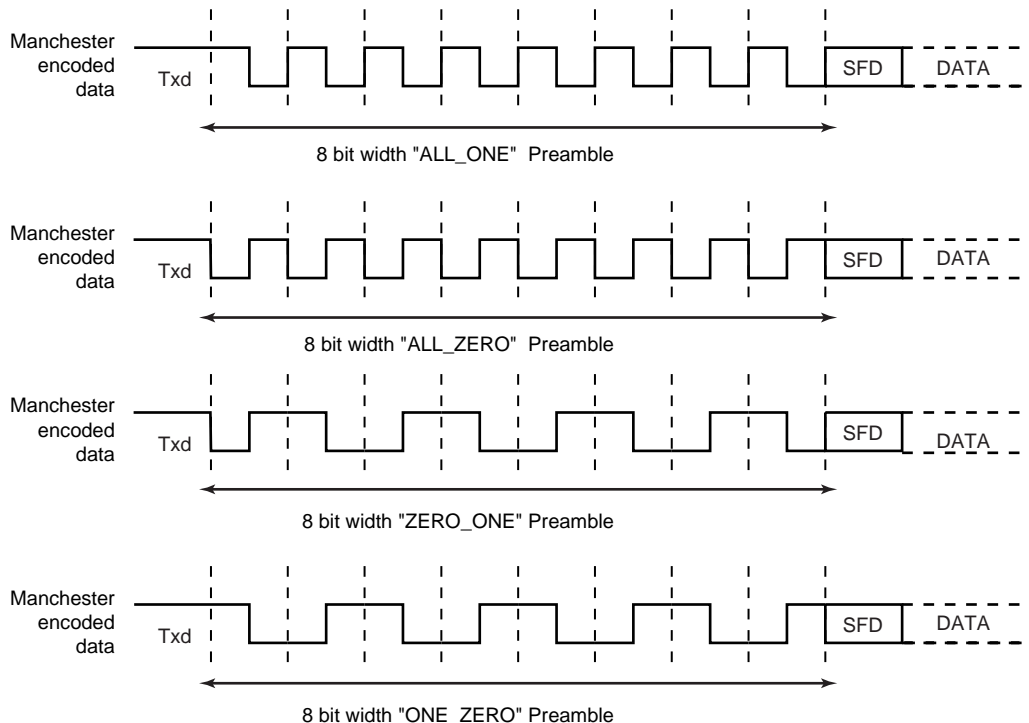 Manchester
encoded
data
Txd
SFD
DATA
8 bit width "ALL_ONE" Preamble
Manchester
encoded
data
Txd
SFD
DATA
8 bit width "ALL_ZERO" Preamble
Manchester
encoded
data
Txd
SFD
DATA
8 bit width "ZERO_ONE" Preamble
Manchester
encoded
data
Txd
SFD
DATA
8 bit width "ONE_ZERO" Preamble